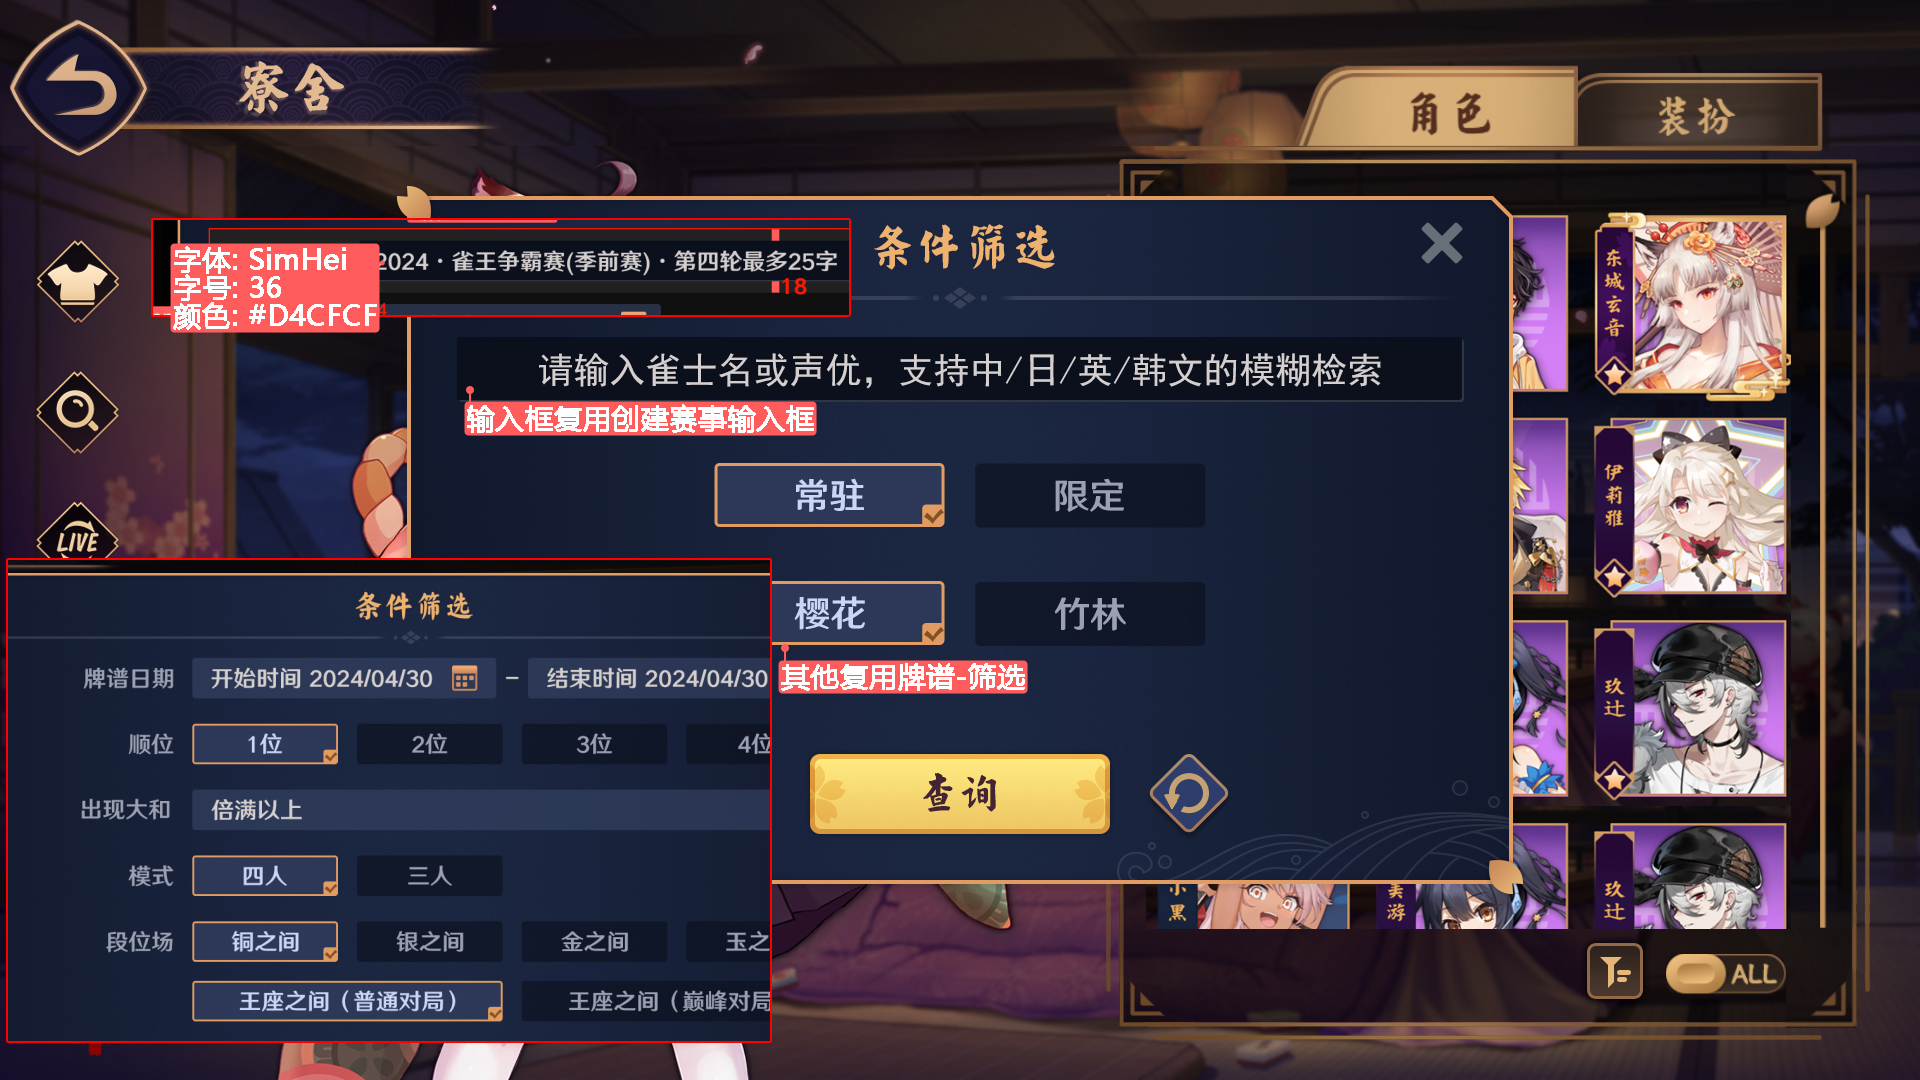 寮舍
角色
装扮
条件筛选
2024·雀王争霸赛(季前赛)·第四轮最多25字
18
字体: SimHei
字号: 36
颜色: #D4CFCF
4
请输入雀士名或声优，支持中/日/英/韩文的模糊检索
输入框复用创建赛事输入框
常驻
限定
樱花
竹林
其他复用牌谱-筛选
查询
LIVE
条件筛选
牌谱日期
开始时间 2024/04/30
–
结束时间 2024/04/30
顺位
1位
2位
3位
4位
出现大和
倍满以上
模式
四人
三人
段位场
铜之间
银之间
金之间
玉之
王座之间（普通对局）
王座之间（巅峰对局
东城玄音
伊莉雅
玖辻
小黑
美游
玖辻
ALL